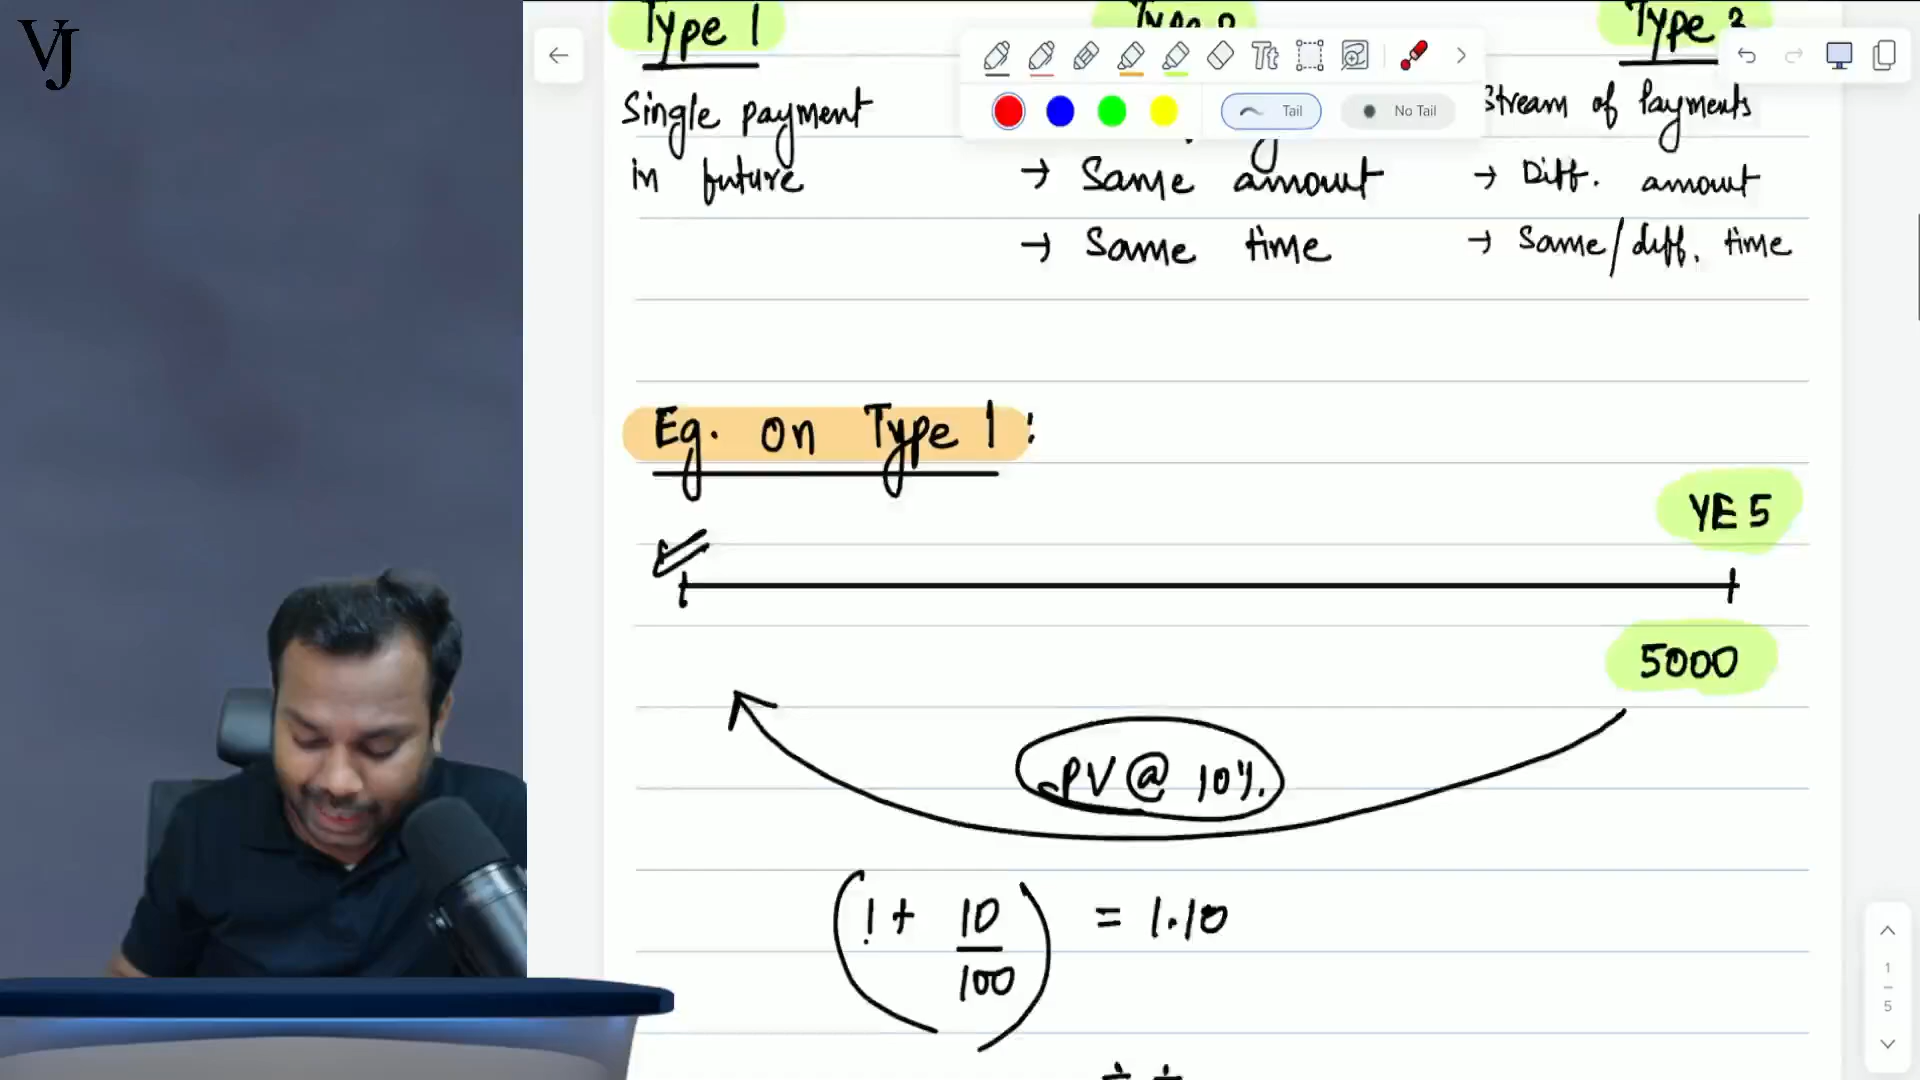 VJ
Type 1
Type 3
Tt
Tail
No Tail
Single payment
in future
→ Same amount
→ Same time
Stream of Payments
→ Diff. amount
→ Same/diff. time
Eg. on Type 1 :
YE 5
5000
PV @ 10%.
(1 + 10/100) = 1.10
1
5